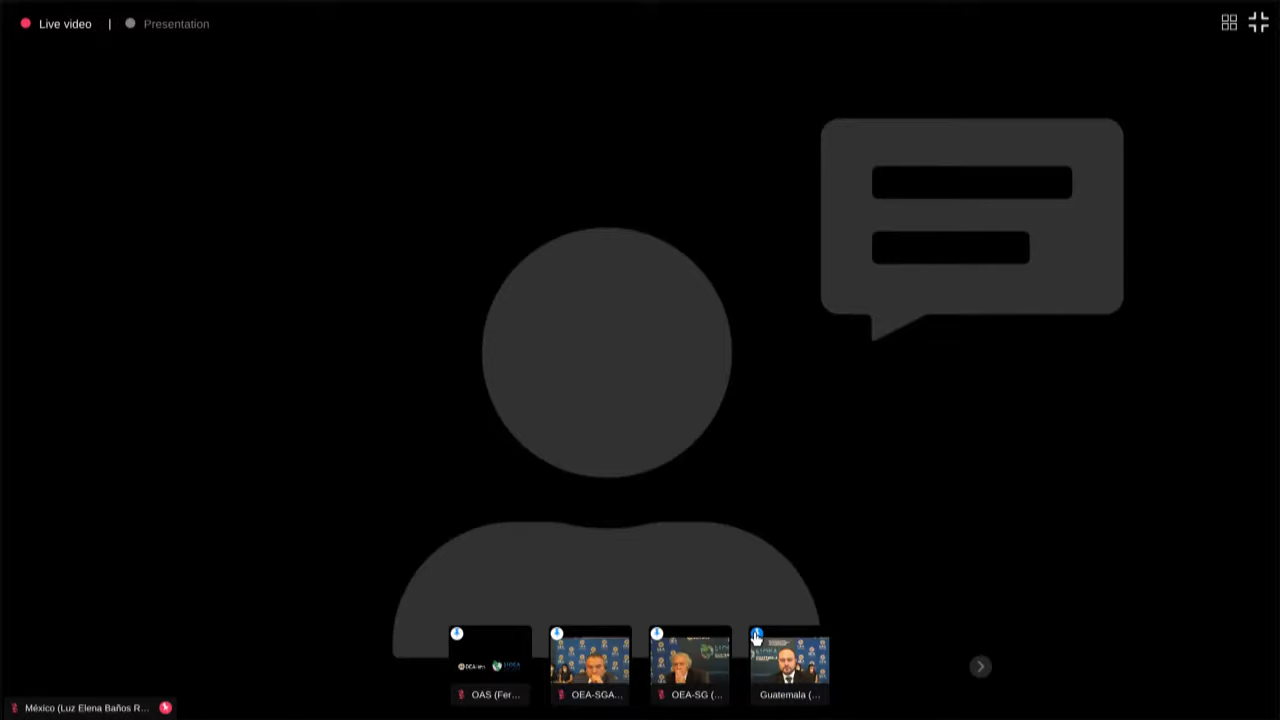 Live video | Presentation
OAS (Fer...
OEA-SGA...
OEA-SG (...
Guatemala (...
México (Luz Elena Baños R...